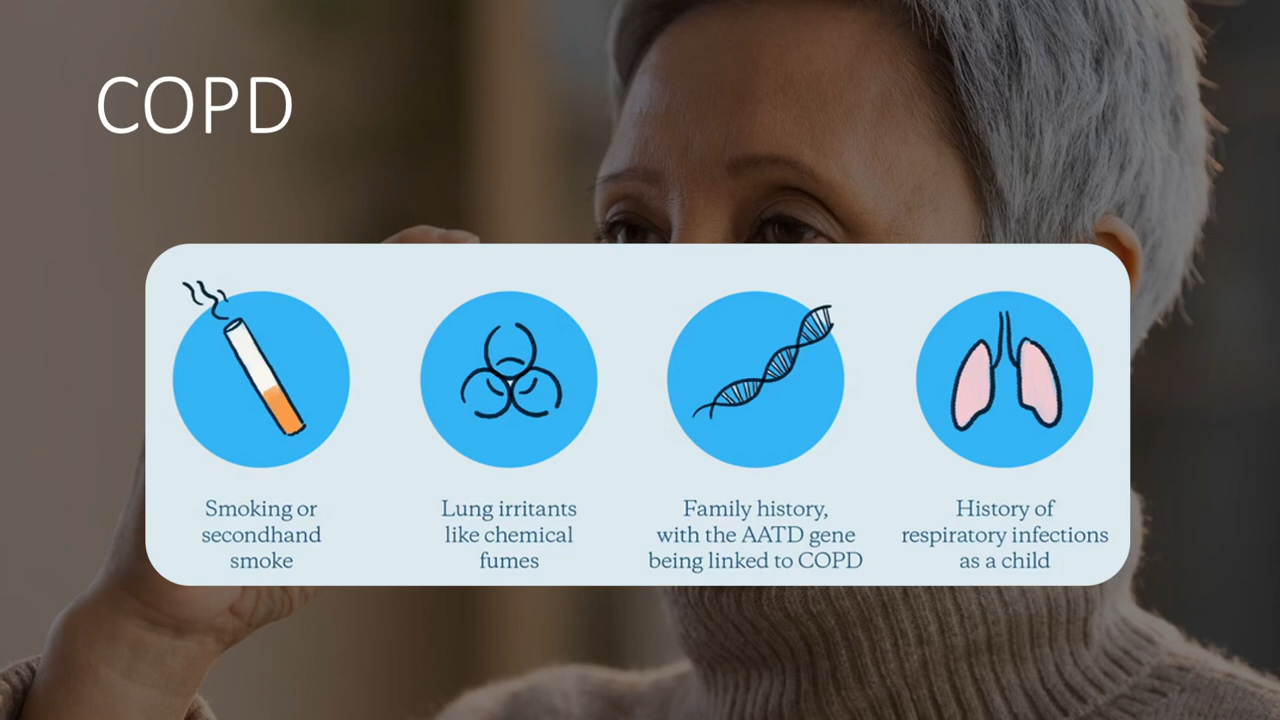 COPD
Smoking or
secondhand
smoke
Lung irritants
like chemical
fumes
Family history,
with the AATD gene
being linked to COPD
History of
respiratory infections
as a child